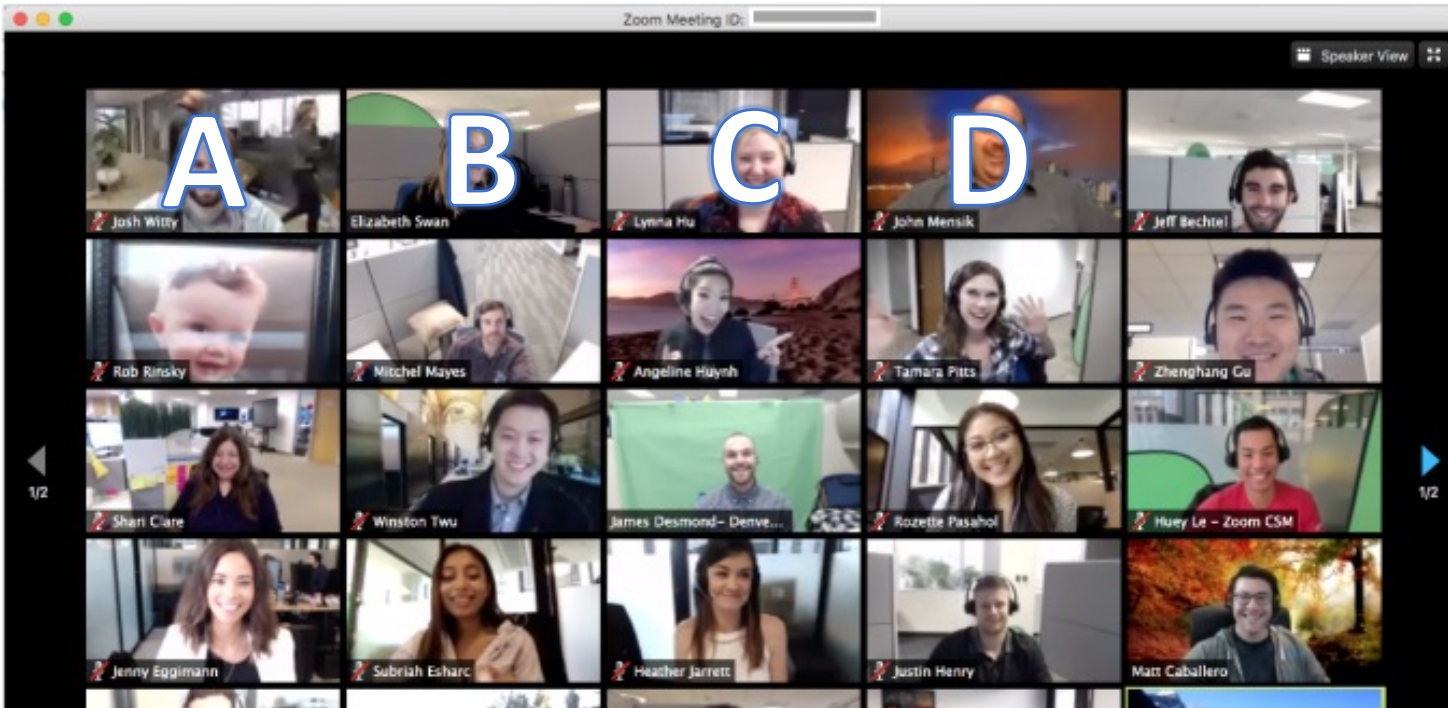 Zoom Meeting ID:
Speaker View
A
B
C
D
Josh Witty
Elizabeth Swan
Lynna Hu
John Mensik
Jeff Bechtel
Rob Rinsky
Mitchel Mayes
Angeline Huynh
Tamara Pitts
Zhenghang Gu
Shari Clare
Winston Twu
James Desmond- Denve...
Rozette Pasahol
Huey Le - Zoom CSM
1/2
1/2
Jenny Eggimann
Subriah Esharc
Heather Jarrett
Justin Henry
Matt Caballero